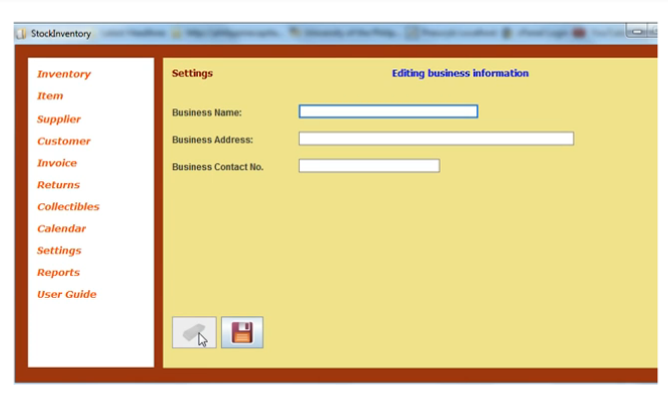 StockInventory
Inventory
Item
Supplier
Customer
Invoice
Returns
Collectibles
Calendar
Settings
Reports
User Guide
Settings
Editing business information
Business Name:
Business Address:
Business Contact No.